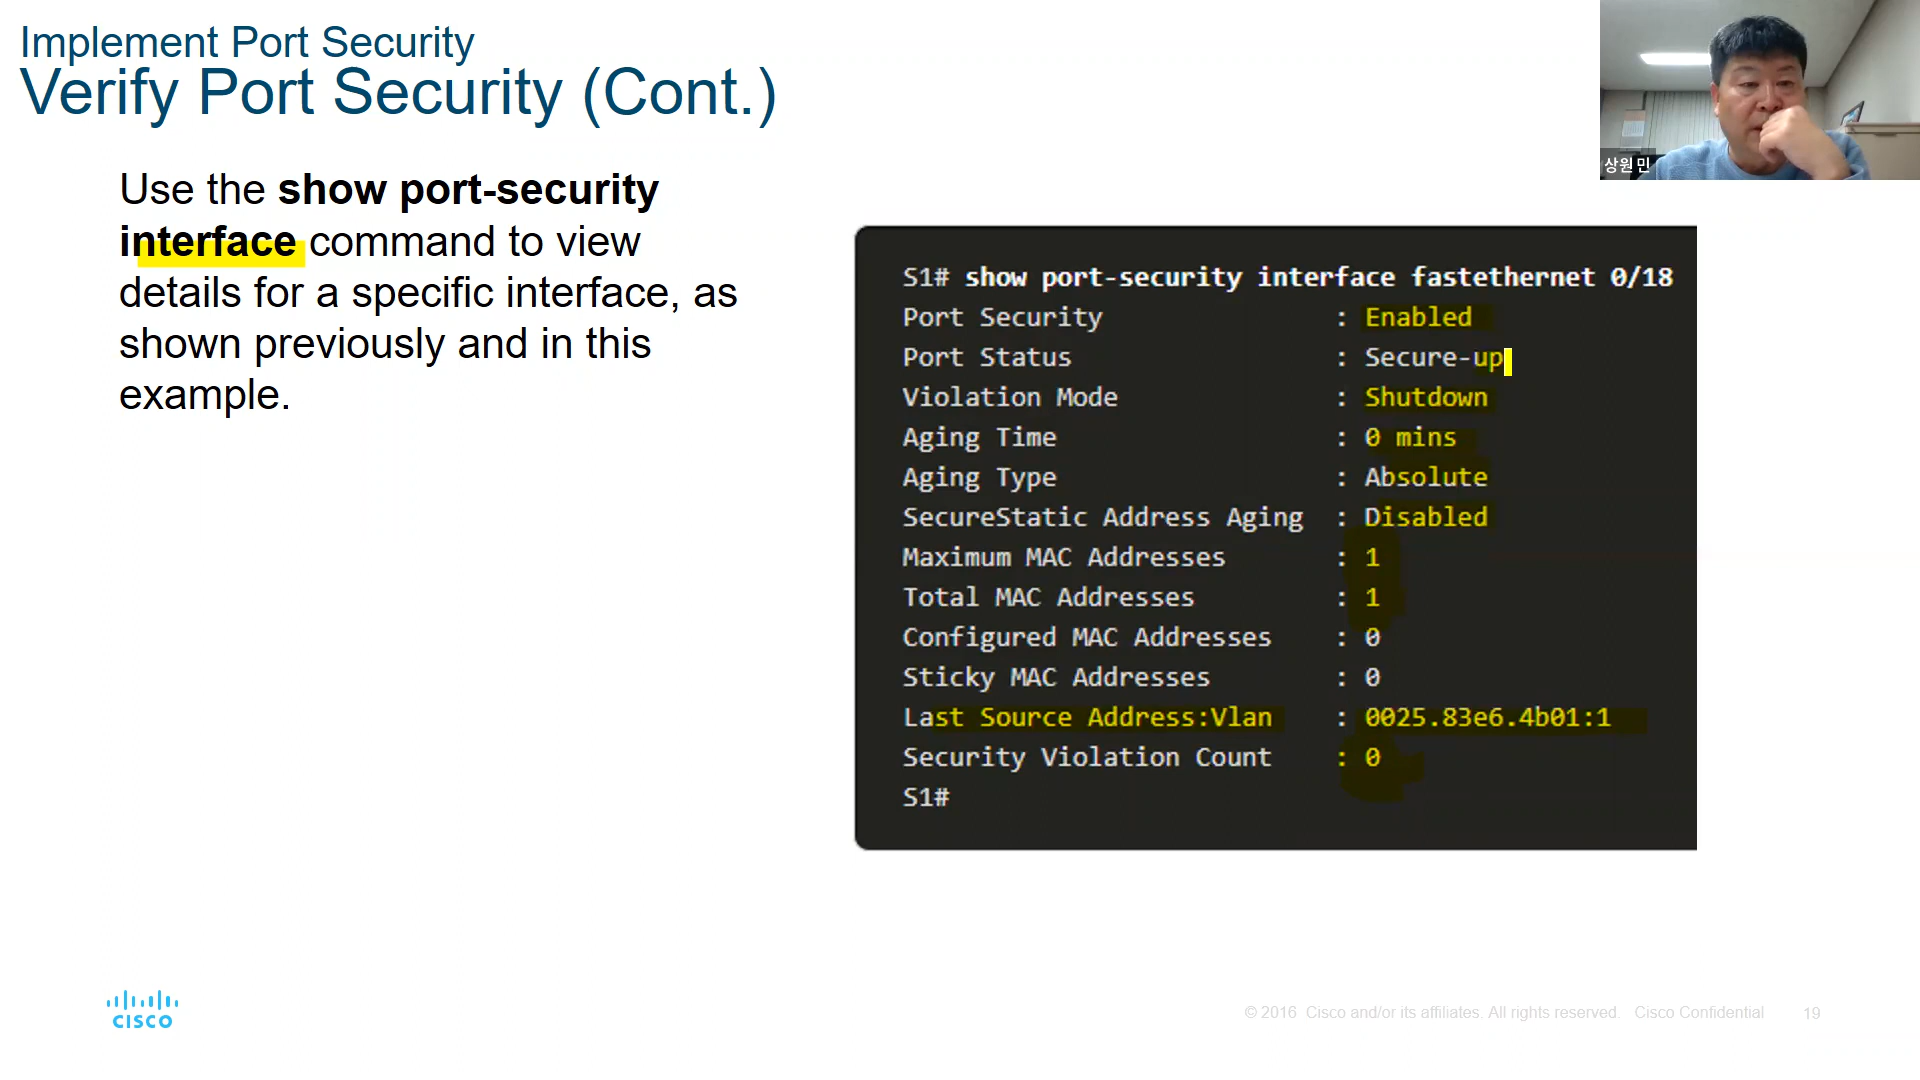 Implement Port Security
Verify Port Security (Cont.)
Use the show port-security
interface command to view
details for a specific interface, as
shown previously and in this
example.
상원 민
S1# show port-security interface fastethernet 0/18
Port Security : Enabled
Port Status : Secure-up
Violation Mode : Shutdown
Aging Time : 0 mins
Aging Type : Absolute
SecureStatic Address Aging : Disabled
Maximum MAC Addresses : 1
Total MAC Addresses : 1
Configured MAC Addresses : 0
Sticky MAC Addresses : 0
Last Source Address:Vlan : 0025.83e6.4b01:1
Security Violation Count : 0
S1#
CISCO
© 2016 Cisco and/or its affiliates. All rights reserved. Cisco Confidential 19